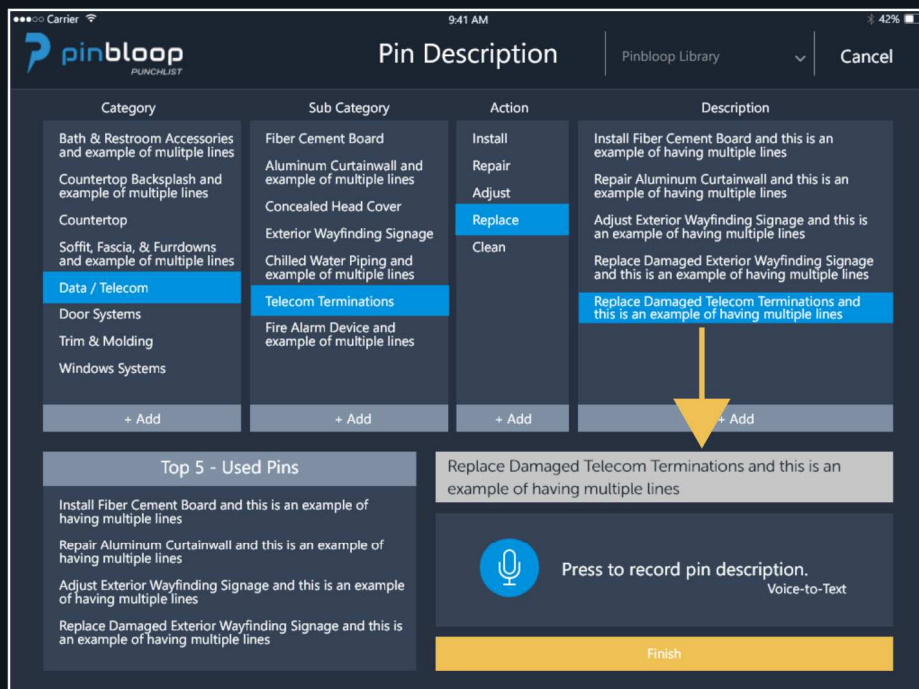 Carrier 9:41 AM 42%
pinbloop
PUNCHLIST
Pin Description
Pinbloop Library
Cancel
Category
Bath & Restroom Accessories
and example of mulitple lines
Countertop Backsplash and
example of multiple lines
Countertop
Soffit, Fascia, & Furrdowns
and example of multiple lines
Data / Telecom
Door Systems
Trim & Molding
Windows Systems
+ Add
Sub Category
Fiber Cement Board
Aluminum Curtainwall and
example of multiple lines
Concealed Head Cover
Exterior Wayfinding Signage
Chilled Water Piping and
example of multiple lines
Telecom Terminations
Fire Alarm Device and
example of multiple lines
+ Add
Action
Install
Repair
Adjust
Replace
Clean
+ Add
Description
Install Fiber Cement Board and this is an
example of having multiple lines
Repair Aluminum Curtainwall and this is an
example of having multiple lines
Adjust Exterior Wayfinding Signage and this is
an example of having multiple lines
Replace Damaged Exterior Wayfinding Signage
and this is an example of having multiple lines
Replace Damaged Telecom Terminations and
this is an example of having multiple lines
+ Add
Top 5 - Used Pins
Install Fiber Cement Board and this is an example of
having multiple lines
Repair Aluminum Curtainwall and this is an example of
having multiple lines
Adjust Exterior Wayfinding Signage and this is an example
of having multiple lines
Replace Damaged Exterior Wayfinding Signage and this is
an example of having multiple lines
Replace Damaged Telecom Terminations and this is an
example of having multiple lines
Press to record pin description.
Voice-to-Text
Finish